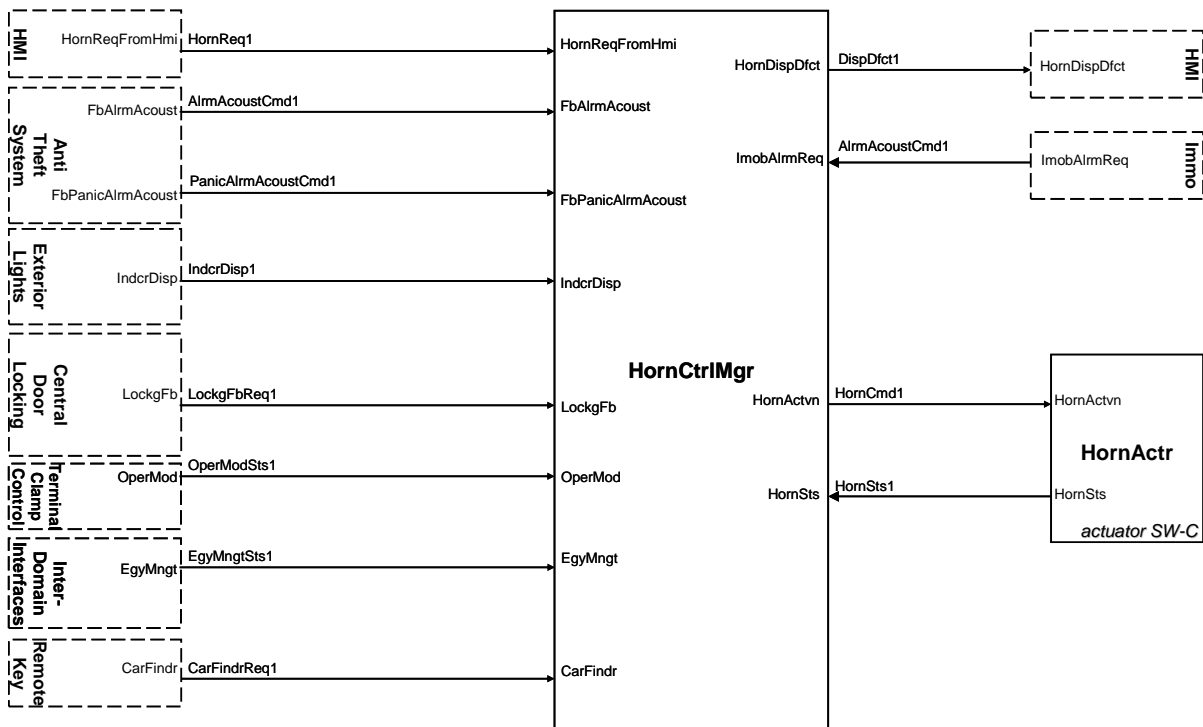 HMI
HornReqFromHmi
HornReq1
HornReqFromHmi
Anti
Theft
System
FbAlrmAcoust
AlrmAcoustCmd1
FbAlrmAcoust
FbPanicAlrmAcoust
PanicAlrmAcoustCmd1
FbPanicAlrmAcoust
Exterior
Lights
IndcrDisp
IndcrDisp1
IndcrDisp
Central
Door
Locking
LockgFb
LockgFbReq1
LockgFb
Terminal
Clamp
Control
OperMod
OperModSts1
OperMod
Inter-
Domain
Interfaces
EgyMngt
EgyMngtSts1
EgyMngt
Remote
Key
CarFindr
CarFindrReq1
CarFindr
HornCtrlMgr
HornDispDfct
DispDfct1
HornDispDfct
HMI
ImobAlrmReq
AlrmAcoustCmd1
ImobAlrmReq
Immo
HornActvn
HornCmd1
HornActvn
HornActr
HornSts
HornSts1
HornSts
actuator SW-C